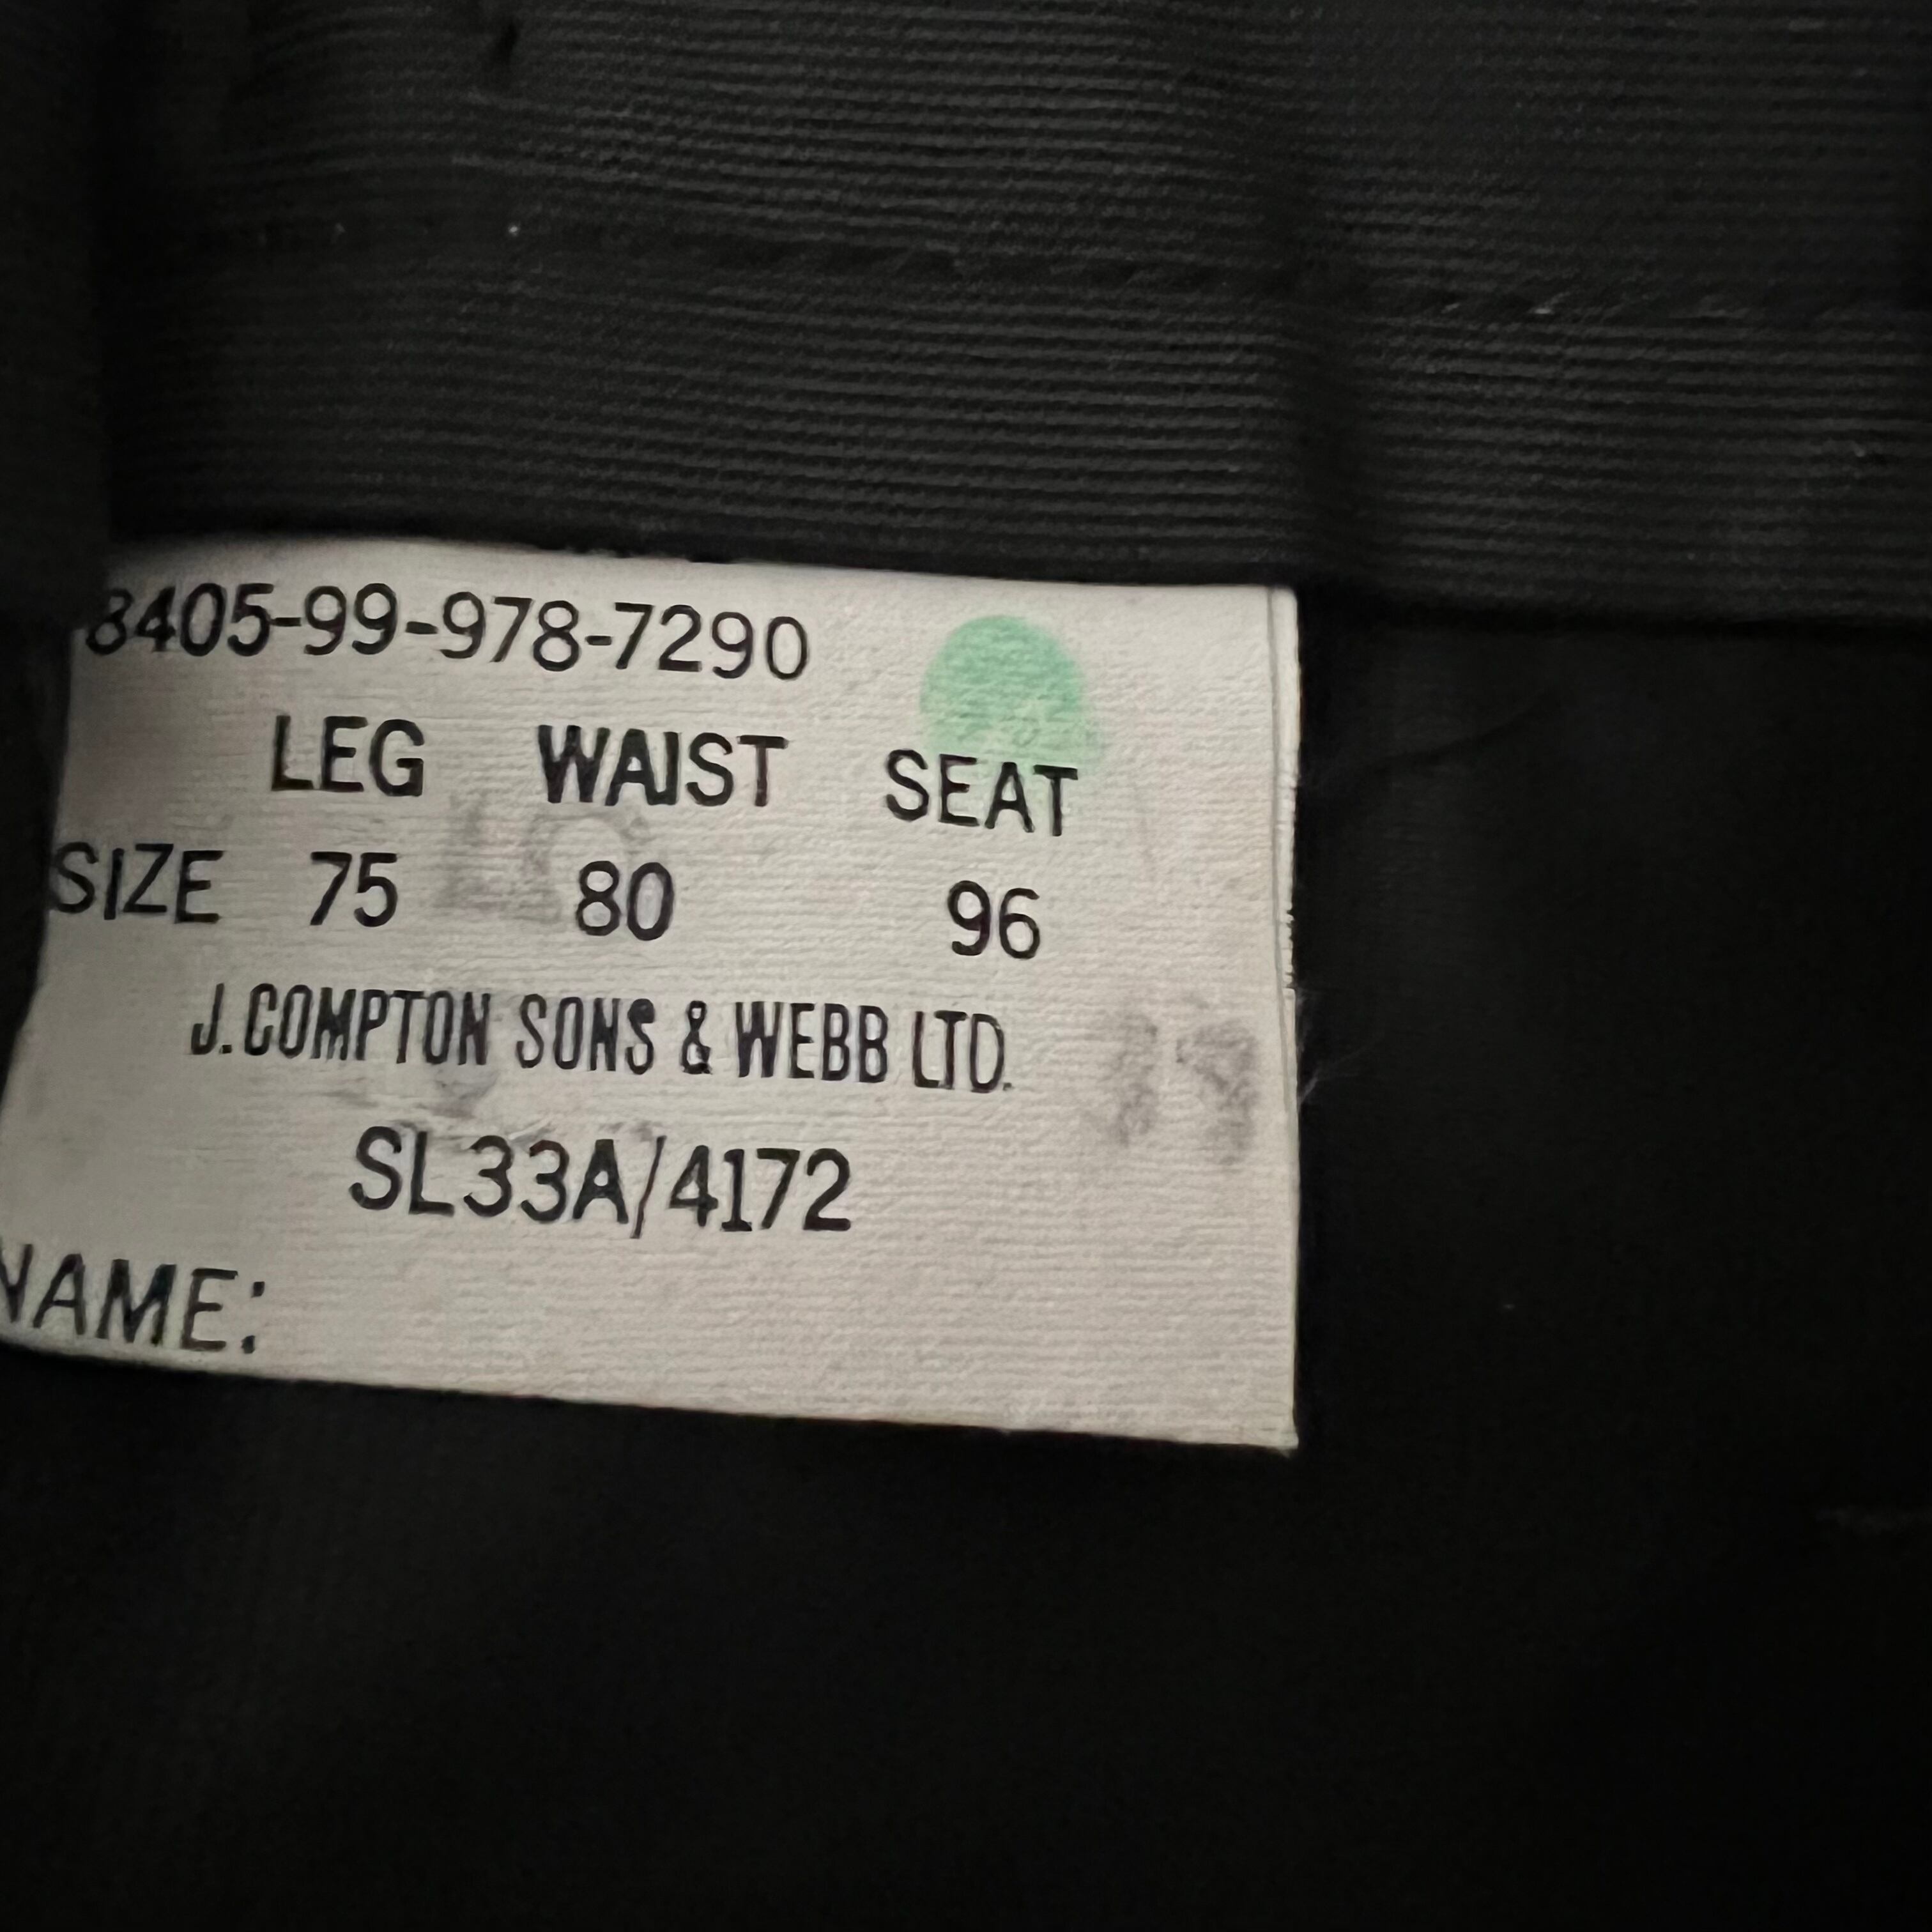 8405-99-978-7290
LEG WAIST SEAT
SIZE 75 80 96
J. COMPTON SONS & WEBB LTD.
SL33A/4172
NAME: